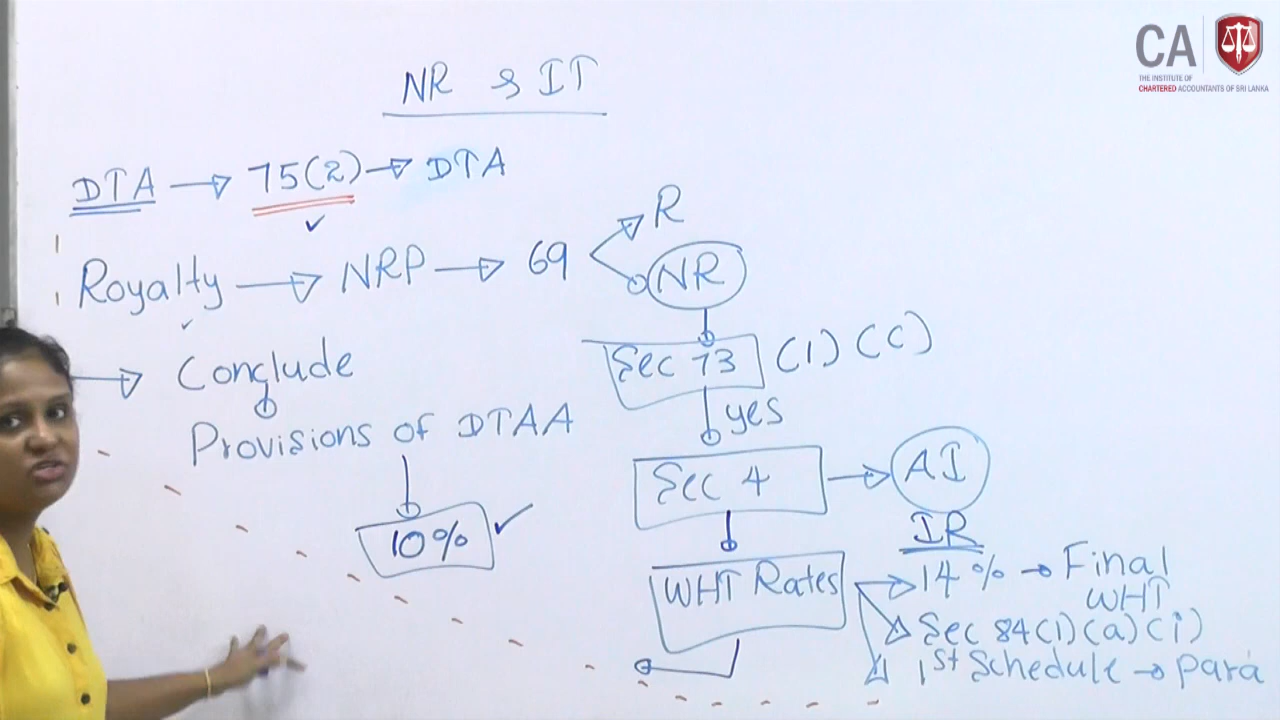 CA
THE INSTITUTE OF
CHARTERED ACCOUNTANTS OF SRI LANKA
NR & IT
DTA → 75(2) → DTA
Royalty → NRP → 69
R
NR
Sec 73 (1) (c)
yes
→ Conclude
Provisions of DTAA
10% ✓
Sec 4 → AI
WHT Rates
IR
14% → Final
WHT
Sec 84(1)(a)(i)
1st Schedule → para